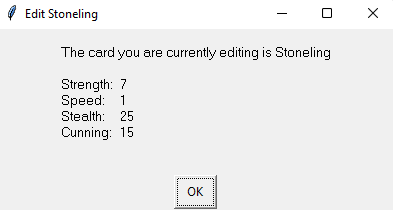 Edit Stoneling
The card you are currently editing is Stoneling
Strength: 7
Speed: 1
Stealth: 25
Cunning: 15
OK